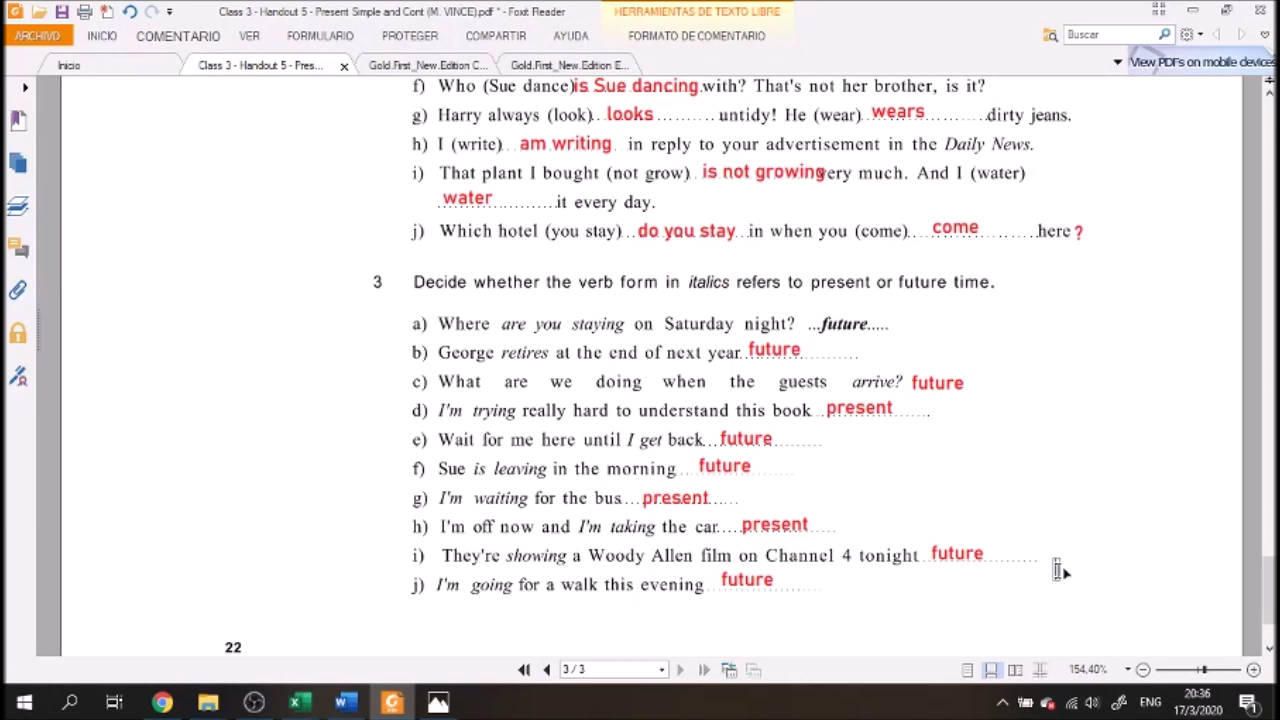 Class 3 - Handout 5 - Present Simple and Cont (M. VINCE).pdf * - Foxit Reader
HERRAMIENTAS DE TEXTO LIBRE
ARCHIVO INICIO COMENTARIO VER FORMULARIO PROTEGER COMPARTIR AYUDA FORMATO DE COMENTARIO Buscar
Inicio Class 3 - Handout 5 - Pres... Gold.First_New.Edition C... Gold.First_New.Edition E... View PDFs on mobile devices
f) Who (Sue dance) is Sue dancing with? That's not her brother, is it?
g) Harry always (look).. looks .......... untidy! He (wear) wears ..........dirty jeans.
h) I (write).. am writing in reply to your advertisement in the Daily News.
i) That plant I bought (not grow).. is not growing very much. And I (water)
water ..........it every day.
j) Which hotel (you stay)... do you stay ...in when you (come).... come ..........here ?
3 Decide whether the verb form in italics refers to present or future time.
a) Where are you staying on Saturday night? ...future.....
b) George retires at the end of next year. future ..........
c) What are we doing when the guests arrive? future
d) I'm trying really hard to understand this book... present .......
e) Wait for me here until I get back... future ..........
f) Sue is leaving in the morning... future ..........
g) I'm waiting for the bus.... present ......
h) I'm off now and I'm taking the car..... present .....
i) They're showing a Woody Allen film on Channel 4 tonight future ..........
j) I'm going for a walk this evening future ..........
22
3 / 3 154,40%
ENG 20:36
17/3/2020 1